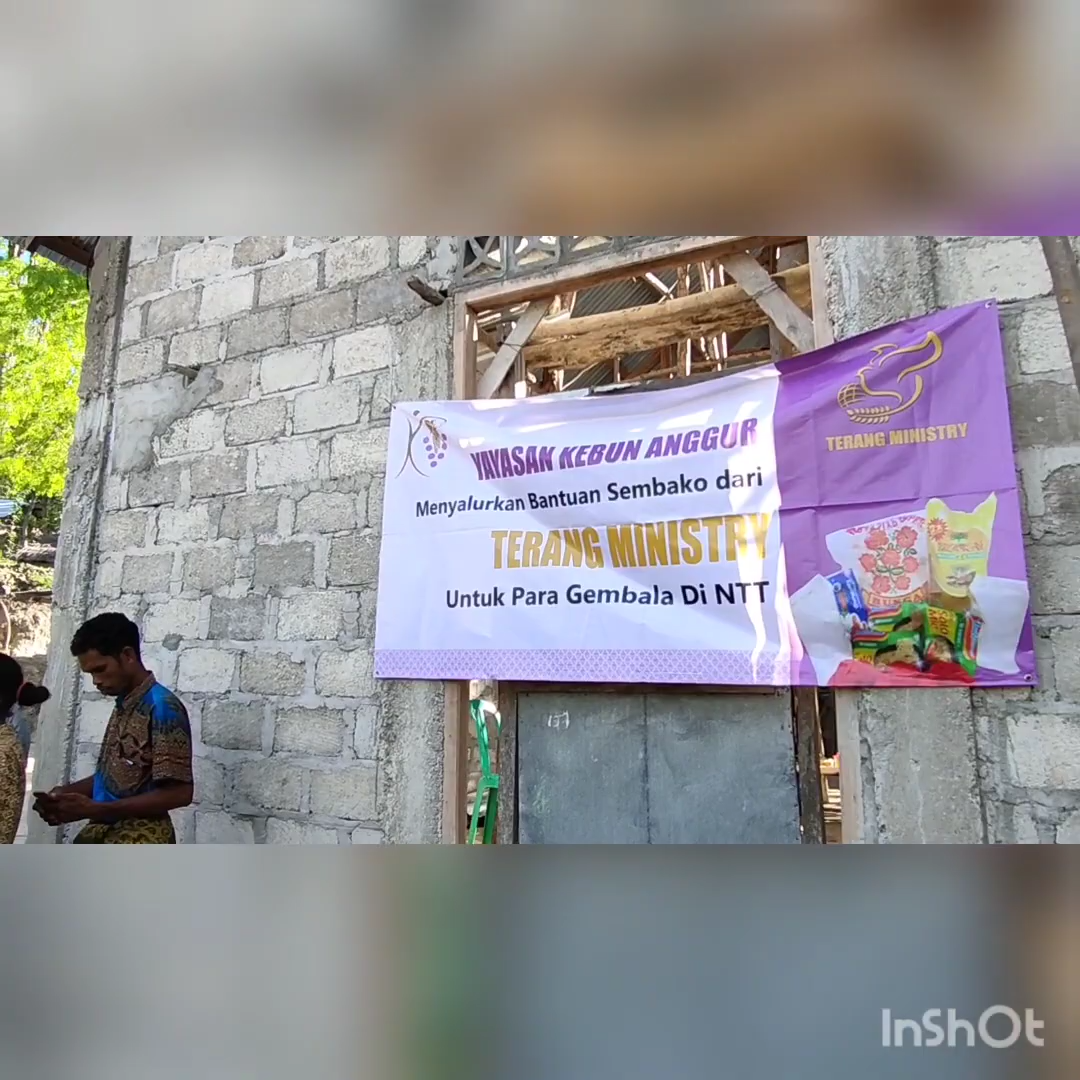 YAYASAN KEBUN ANGGUR
Menyalurkan Bantuan Sembako dari
TERANG MINISTRY
Untuk Para Gembala Di NTT
TERANG MINISTRY
InShOt